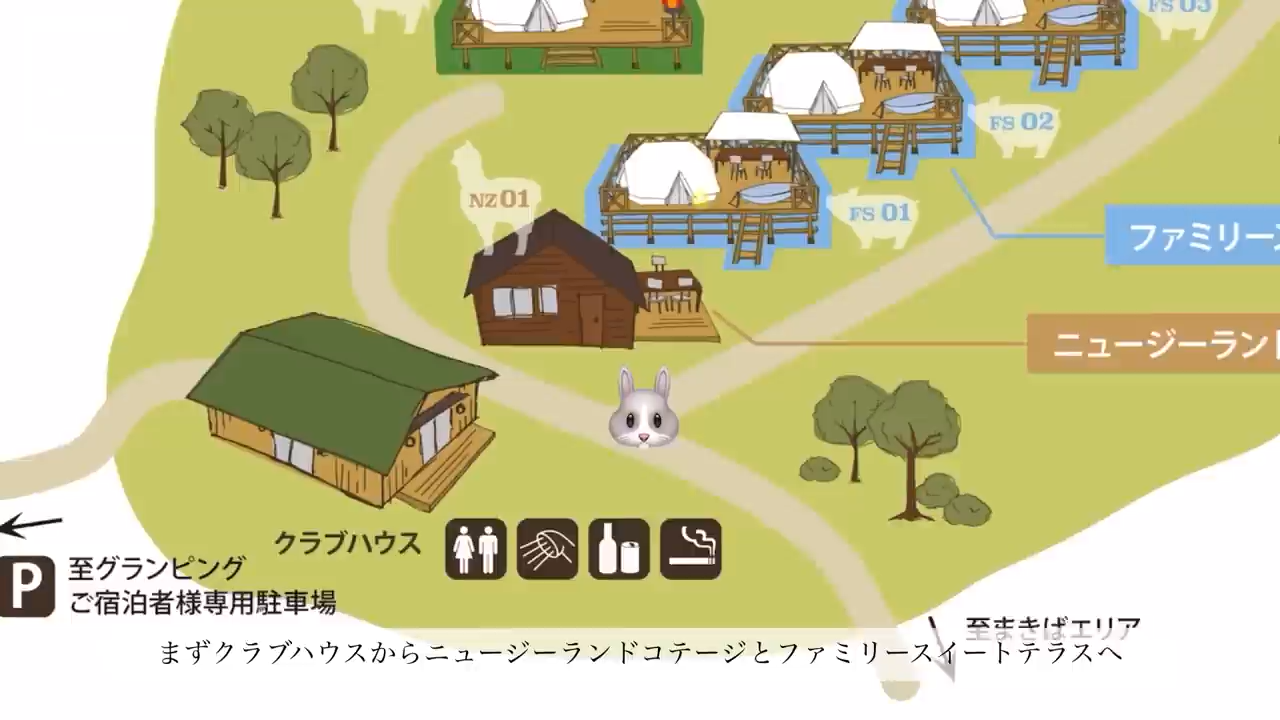 FS 03
FS 02
NZ 01
FS 01
ファミリー
ニュージーラン
クラブハウス
P
至グランピング
ご宿泊者様専用駐車場
至まきばエリア
まずクラブハウスからニュージーランドコテージとファミリースイートテラスへ